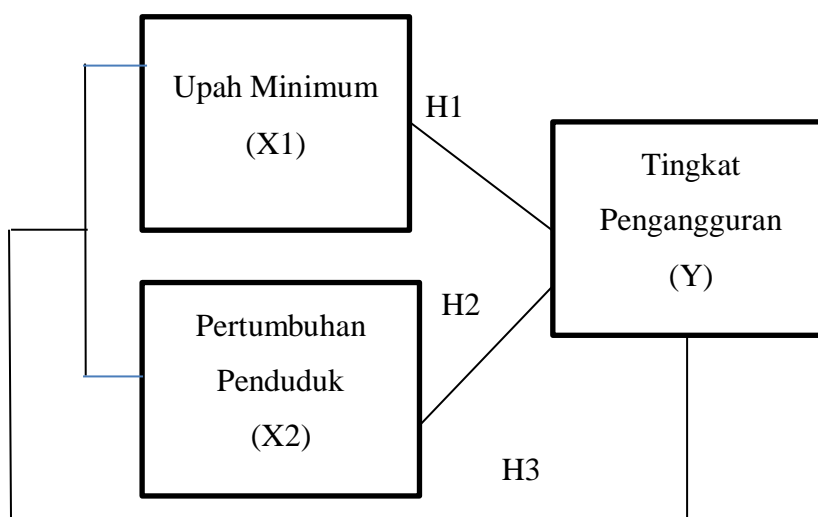 Upah Minimum
(X1)
H1
Tingkat
Pengangguran
(Y)
H2
Pertumbuhan
Penduduk
(X2)
H3